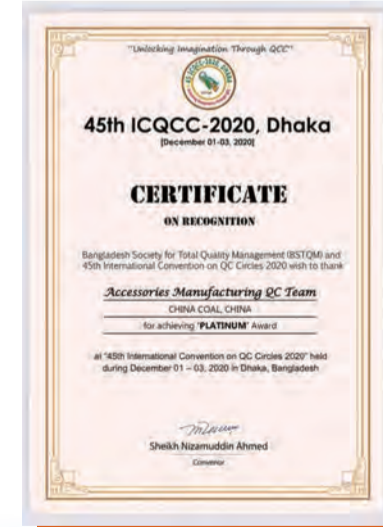 "Unlocking Imagination Through QCC"
45th ICQCC-2020, Dhaka
[December 01-03, 2020]
CERTIFICATE
ON RECOGNITION
Bangladesh Society for Total Quality Management (BSTQM) and
45th International Convention on QC Circles 2020 wish to thank
Accessories Manufacturing QC Team
CHINA COAL, CHINA
for achieving "PLATINUM" Award
at "45th International Convention on QC Circles 2020" held
during December 01 – 03, 2020 in Dhaka, Bangladesh
Sheikh Nizamuddin Ahmed
Convenor